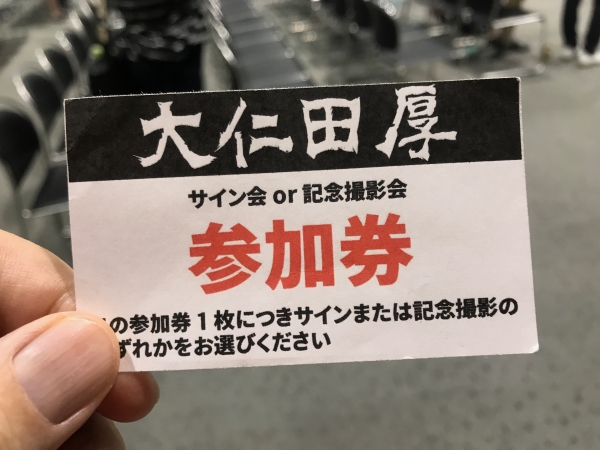 大仁田厚
サイン会 or 記念撮影会
参加券
の参加券1枚につきサインまたは記念撮影の
ずれかをお選びください